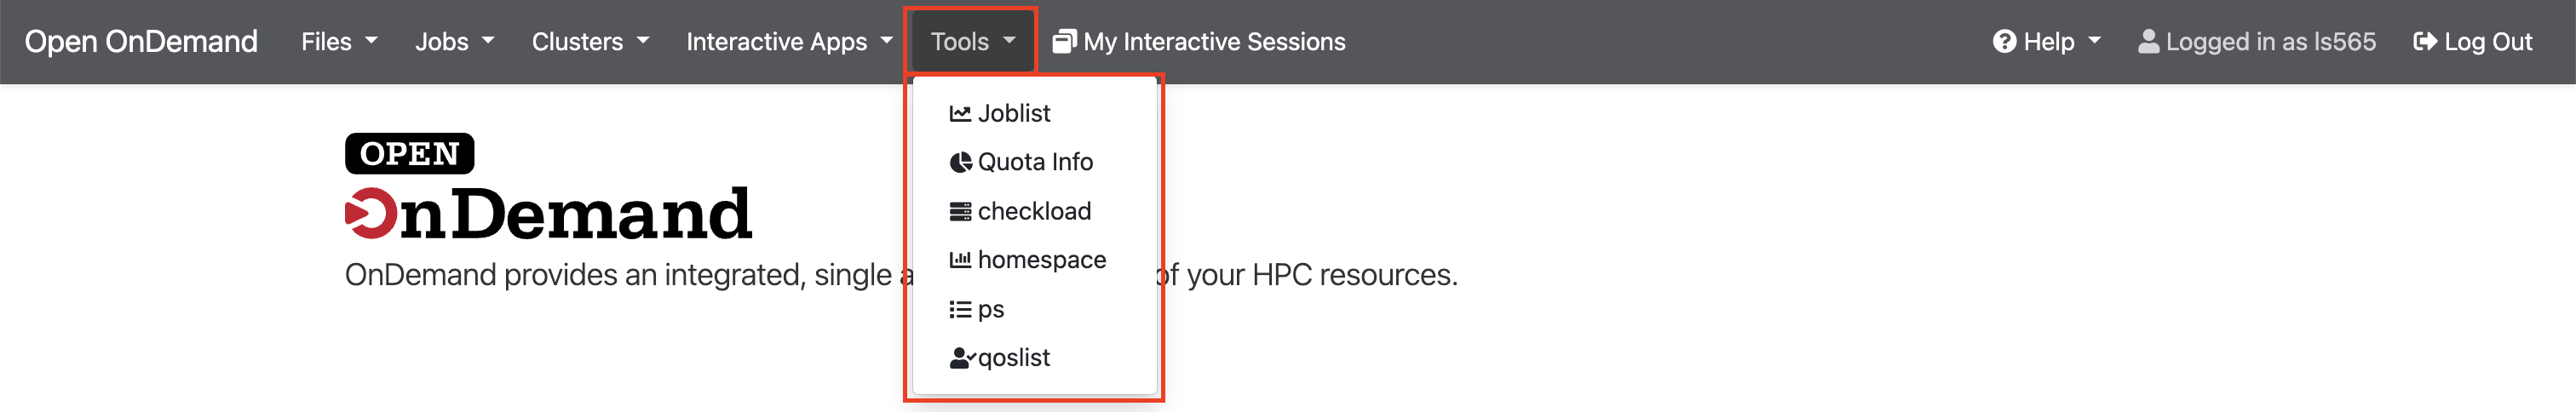 Open OnDemand Files Jobs Clusters Interactive Apps Tools My Interactive Sessions Help Logged in as ls565 Log Out
Joblist
Quota Info
checkload
homespace
ps
qoslist
OPEN
OnDemand
OnDemand provides an integrated, single of your HPC resources.